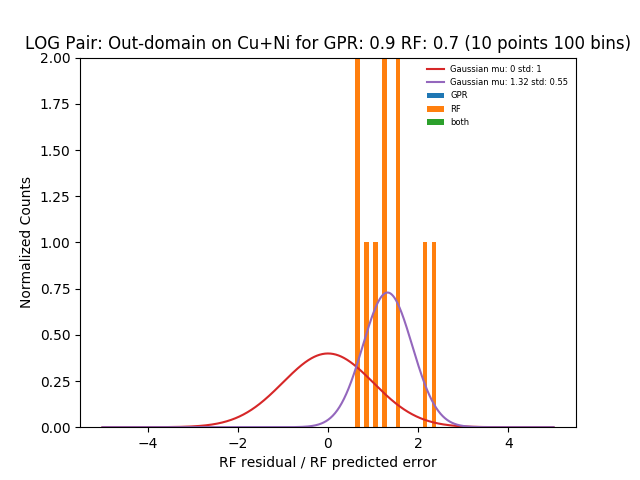 LOG Pair: Out-domain on Cu+Ni for GPR: 0.9 RF: 0.7 (10 points 100 bins)
2.00
1.75
1.50
1.25
1.00
0.75
0.50
0.25
0.00
Normalized Counts
Gaussian mu: 0 std: 1
Gaussian mu: 1.32 std: 0.55
GPR
RF
both
−4 −2 0 2 4
RF residual / RF predicted error